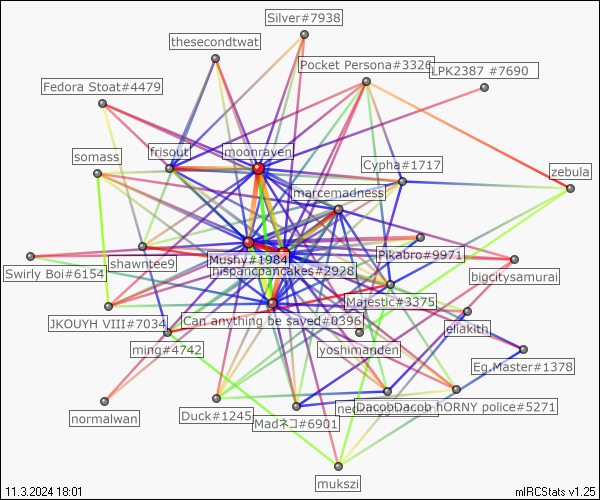 Silver#7938
thesecondtwat
Pocket Persona#3326
LPK2387 #7690
Fedora Stoat#4479
somass
frisout
moonraven
Cypha#1717
zebula
marcemadness
Swirly Boi#6154
shawntee9
Mushy#1984
hispancpancakes#2928
Pikabro#9971
bigcitysamurai
JKOUYH VIII#7034
Can anything be saved#0396
Majestic#3375
eliakith
ming#4742
yoshimanden
Eg.Master#1378
normalwan
Duck#1245
Madネコ#6901
DacobDacob
hORNY police#5271
mukszi
11.3.2024 18:01
mIRCStats v1.25